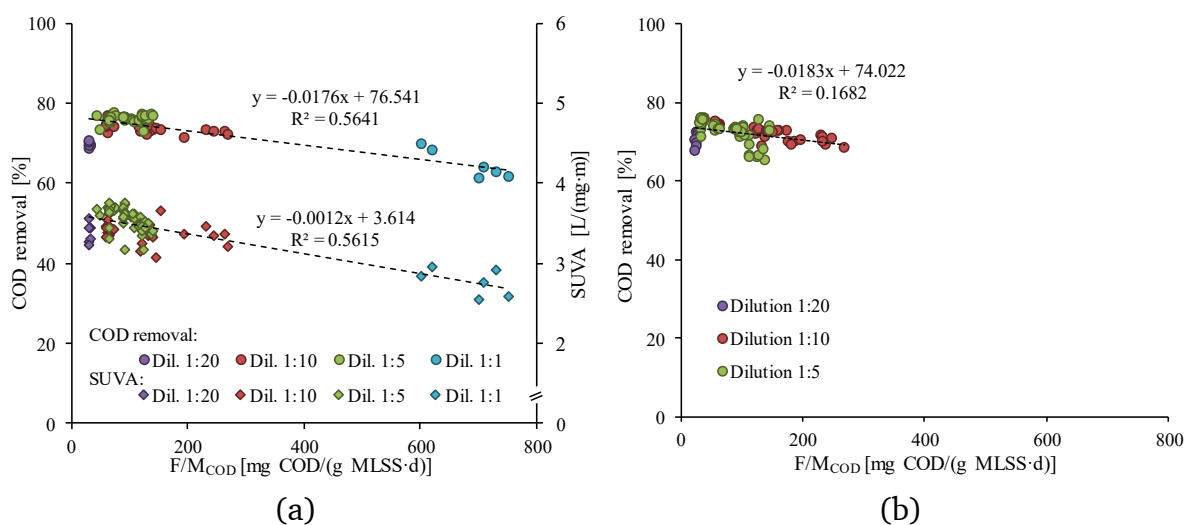 100
80
60
40
20
0
COD removal [%]
y = -0.0176x + 76.541
R² = 0.5641
y = -0.0012x + 3.614
R² = 0.5615
COD removal:
Dil. 1:20 Dil. 1:10 Dil. 1:5 Dil. 1:1
SUVA:
Dil. 1:20 Dil. 1:10 Dil. 1:5 Dil. 1:1
6
5
4
3
2
0
SUVA [L/(mg·m)]
0 200 400 600 800
F/MCOD [mg COD/(g MLSS·d)]
(a)
100
80
60
40
20
0
COD removal [%]
y = -0.0183x + 74.022
R² = 0.1682
Dilution 1:20
Dilution 1:10
Dilution 1:5
0 200 400 600 800
F/MCOD [mg COD/(g MLSS·d)]
(b)